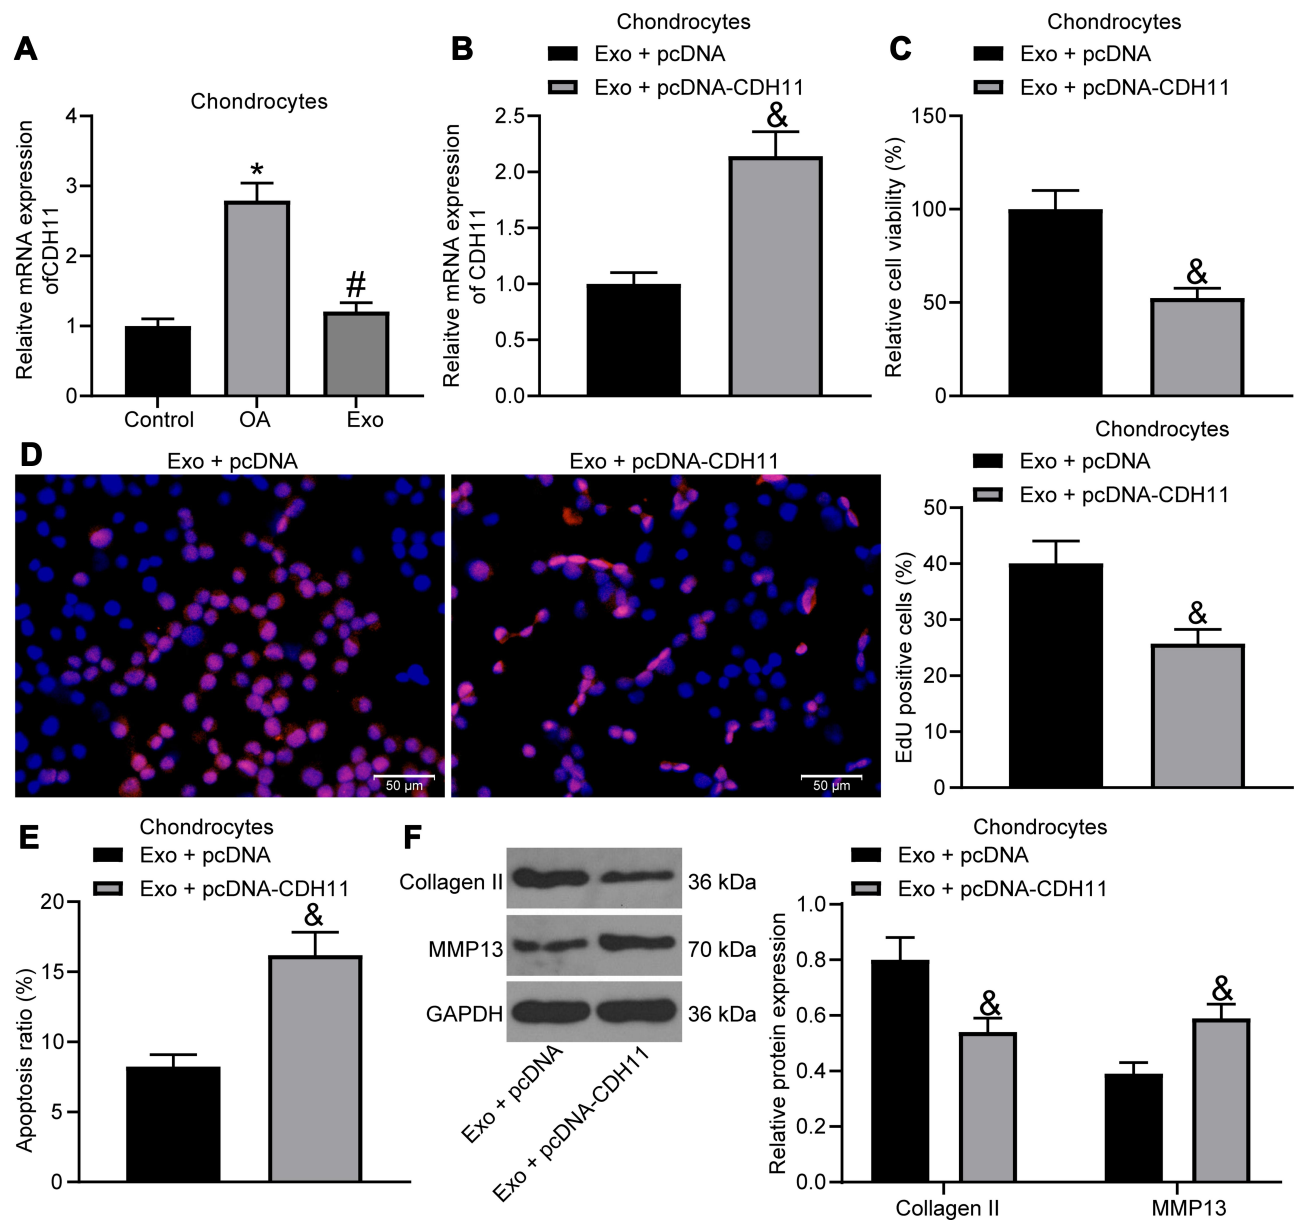 A
Chondrocytes
Relaitve mRNA expression
ofCDH11
4
3
2
1
0
*
#
Control
OA
Exo
B
Chondrocytes
Exo + pcDNA
Exo + pcDNA-CDH11
Relaitve mRNA expression
of CDH11
2.5
2.0
1.5
1.0
0.5
0.0
&
C
Chondrocytes
Exo + pcDNA
Exo + pcDNA-CDH11
Relative cell viability (%)
150
100
50
0
&
D
Exo + pcDNA
Exo + pcDNA-CDH11
50 µm
50 µm
Chondrocytes
Exo + pcDNA
Exo + pcDNA-CDH11
EdU positive cells (%)
50
40
30
20
10
0
&
E
Chondrocytes
Exo + pcDNA
Exo + pcDNA-CDH11
Apoptosis ratio (%)
20
15
10
5
0
&
F
Collagen II
36 kDa
MMP13
70 kDa
GAPDH
36 kDa
Exo + pcDNA
Exo + pcDNA-CDH11
Chondrocytes
Exo + pcDNA
Exo + pcDNA-CDH11
Relative protein expression
1.0
0.8
0.6
0.4
0.2
0.0
&
&
Collagen II
MMP13